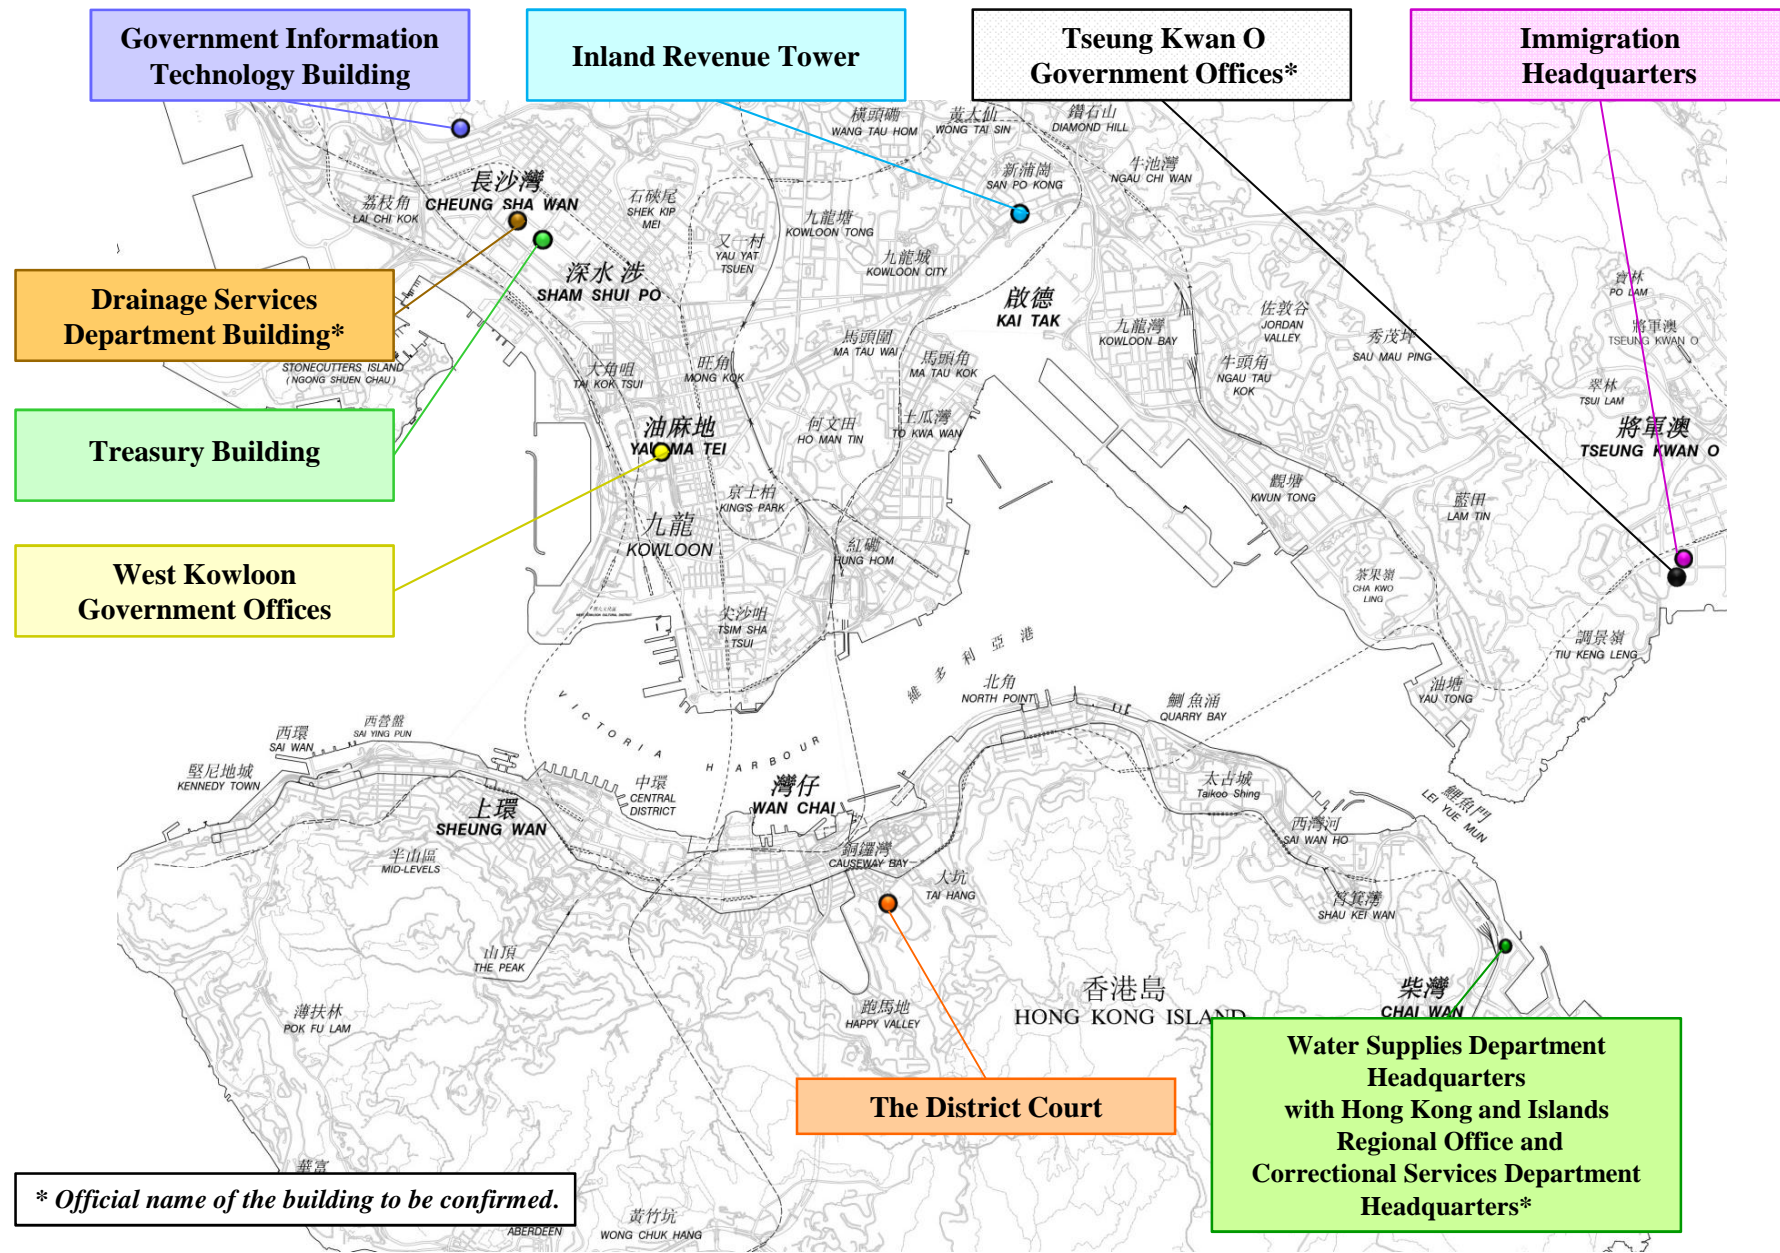 Government Information
Technology Building
Inland Revenue Tower
Tseung Kwan O
Government Offices*
Immigration
Headquarters
橫頭磡
WANG TAU HOM
黃大仙
WONG TAI SIN
鑽石山
DIAMOND HILL
牛池灣
NGAU CHI WAN
新蒲崗
SAN PO KONG
長沙灣
CHEUNG SHA WAN
荔枝角
LAI CHI KOK
石硤尾
SHEK KIP
MEI
九龍塘
KOWLOON TONG
又一村
YAU YAT
TSUEN
九龍城
KOWLOON CITY
深水埗
SHAM SHUI PO
啟德
KAI TAK
寶林
PO LAM
Drainage Services
Department Building*
九龍灣
KOWLOON BAY
佐敦谷
JORDAN
VALLEY
秀茂坪
SAU MAU PING
將軍澳
TSEUNG KWAN O
馬頭圍
MA TAU WAI
馬頭角
MA TAU KOK
牛頭角
NGAU TAU
KOK
STONECUTTERS ISLAND
(NGONG SHUEN CHAU)
大角咀
TAI KOK TSUI
旺角
MONG KOK
翠林
TSUI LAM
Treasury Building
油麻地
YAU MA TEI
何文田
HO MAN TIN
土瓜灣
TO KWA WAN
將軍澳
TSEUNG KWAN O
觀塘
KWUN TONG
藍田
LAM TIN
京士柏
KING'S PARK
九龍
KOWLOON
紅磡
HUNG HOM
West Kowloon
Government Offices
茶果嶺
CHA KWO
LING
尖沙咀
TSIM SHA
TSUI
調景嶺
TIU KENG LENG
維多利亞港
VICTORIA HARBOUR
北角
NORTH POINT
鰂魚涌
QUARRY BAY
油塘
YAU TONG
西環
SAI WAN
西營盤
SAI YING PUN
堅尼地城
KENNEDY TOWN
中環
CENTRAL
DISTRICT
灣仔
WAN CHAI
太古城
Taikoo Shing
鯉魚門
LEI YUE MUN
上環
SHEUNG WAN
西灣河
SAI WAN HO
半山區
MID-LEVELS
銅鑼灣
CAUSEWAY BAY
大坑
TAI HANG
筲箕灣
SHAU KEI WAN
山頂
THE PEAK
香港島
HONG KONG ISLAND
柴灣
CHAI WAN
薄扶林
POK FU LAM
跑馬地
HAPPY VALLEY
The District Court
Water Supplies Department
Headquarters
with Hong Kong and Islands
Regional Office and
Correctional Services Department
Headquarters*
華富
* Official name of the building to be confirmed.
ABERDEEN
黃竹坑
WONG CHUK HANG